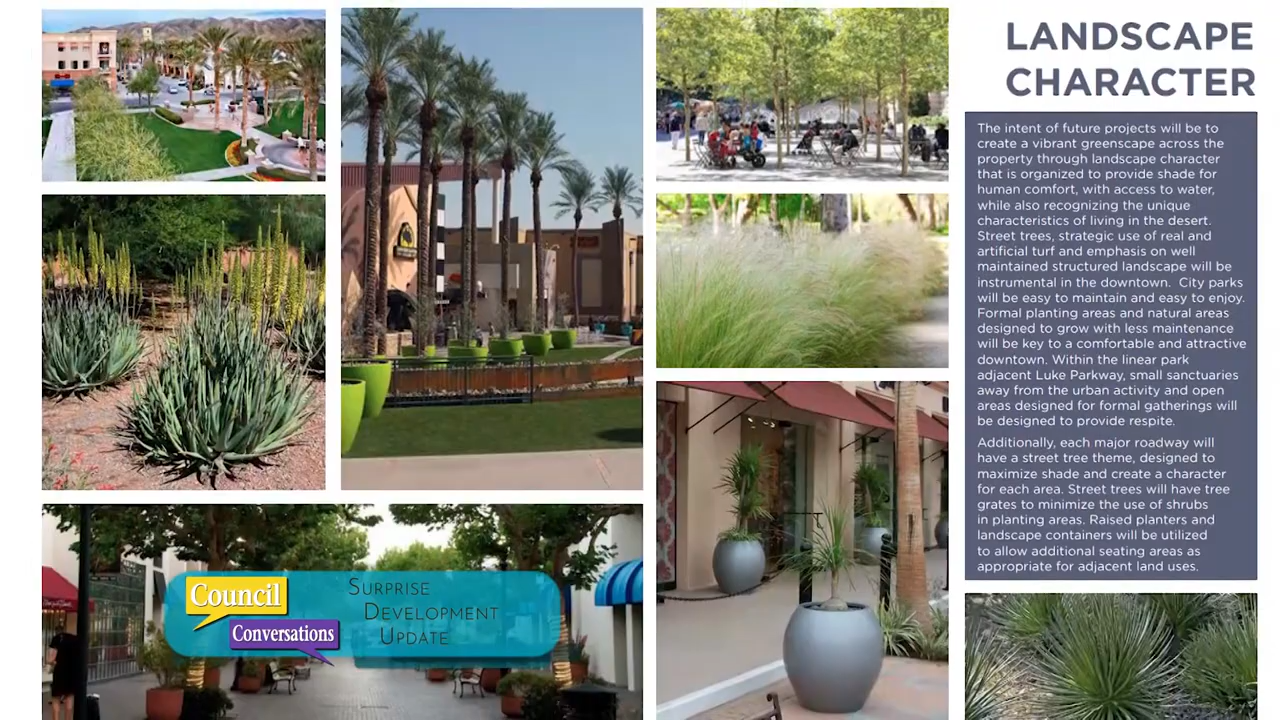 LANDSCAPE
CHARACTER
The intent of future projects will be to
create a vibrant greenscape across the
property through landscape character
that is organized to provide shade for
human comfort, with access to water,
while also recognizing the unique
characteristics of living in the desert.
Street trees, strategic use of real and
artificial turf and emphasis on well
maintained structured landscape will be
instrumental in the downtown. City parks
will be easy to maintain and easy to enjoy.
Formal planting areas and natural areas
designed to grow with less maintenance
will be key to a comfortable and attractive
downtown. Within the linear park
adjacent Luke Parkway, small sanctuaries
away from the urban activity and open
areas designed for formal gatherings will
be designed to provide respite.
Additionally, each major roadway will
have a street tree theme, designed to
maximize shade and create a character
for each area. Street trees will have tree
grates to minimize the use of shrubs
in planting areas. Raised planters and
landscape containers will be utilized
to allow additional seating areas as
appropriate for adjacent land uses.
Council
Conversations
SURPRISE
DEVELOPMENT
UPDATE